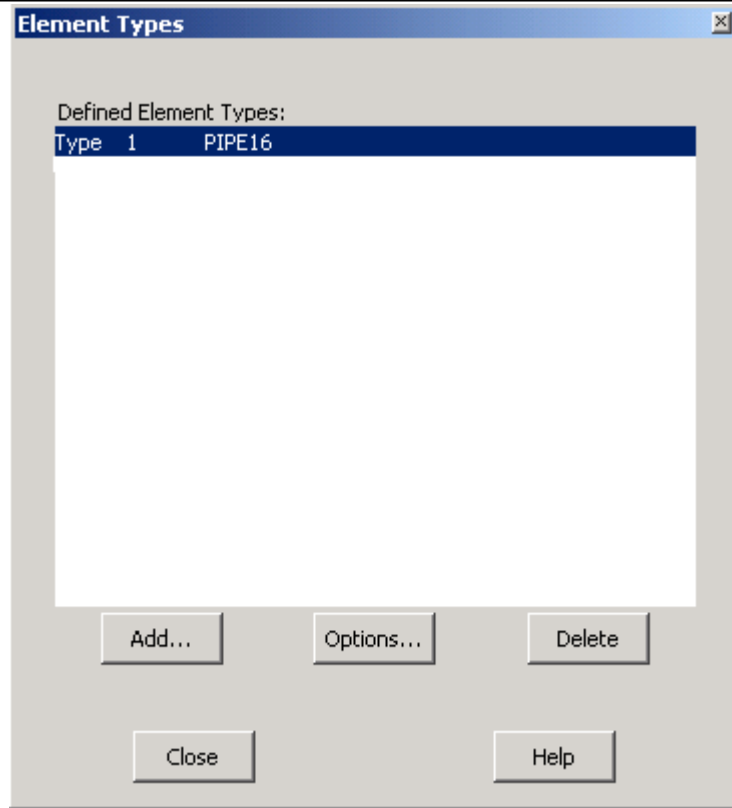 Element Types
Defined Element Types:
Type 1 PIPE16
Add... Options... Delete
Close Help